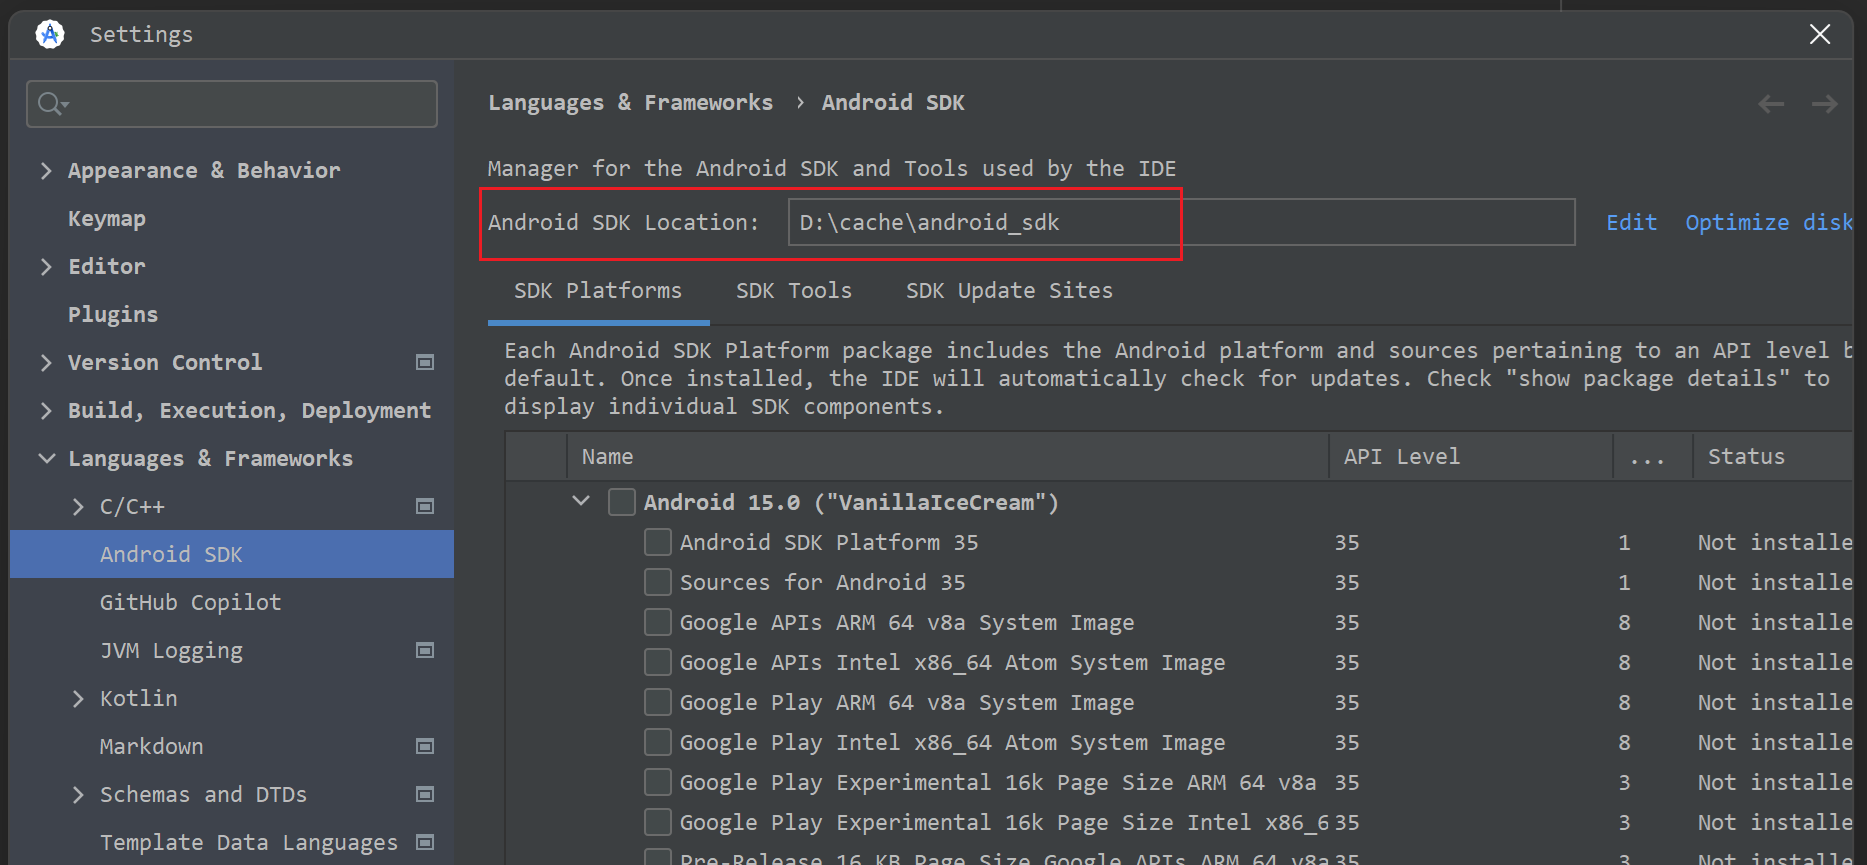 Settings
Appearance & Behavior
Keymap
Editor
Plugins
Version Control
Build, Execution, Deployment
Languages & Frameworks
C/C++
Android SDK
GitHub Copilot
JVM Logging
Kotlin
Markdown
Schemas and DTDs
Template Data Languages
Languages & Frameworks › Android SDK
Manager for the Android SDK and Tools used by the IDE
Android SDK Location: D:\cache\android_sdk Edit Optimize disk
SDK Platforms SDK Tools SDK Update Sites
Each Android SDK Platform package includes the Android platform and sources pertaining to an API level b
default. Once installed, the IDE will automatically check for updates. Check "show package details" to
display individual SDK components.
Name API Level ... Status
Android 15.0 ("VanillaIceCream")
Android SDK Platform 35 35 1 Not installe
Sources for Android 35 35 1 Not installe
Google APIs ARM 64 v8a System Image 35 8 Not installe
Google APIs Intel x86_64 Atom System Image 35 8 Not installe
Google Play ARM 64 v8a System Image 35 8 Not installe
Google Play Intel x86_64 Atom System Image 35 8 Not installe
Google Play Experimental 16k Page Size ARM 64 v8a 35 3 Not installe
Google Play Experimental 16k Page Size Intel x86_6 35 3 Not installe
Pre-Release 16 KB Page Size Google APIs ARM 64 v8a 35 3 Not installe